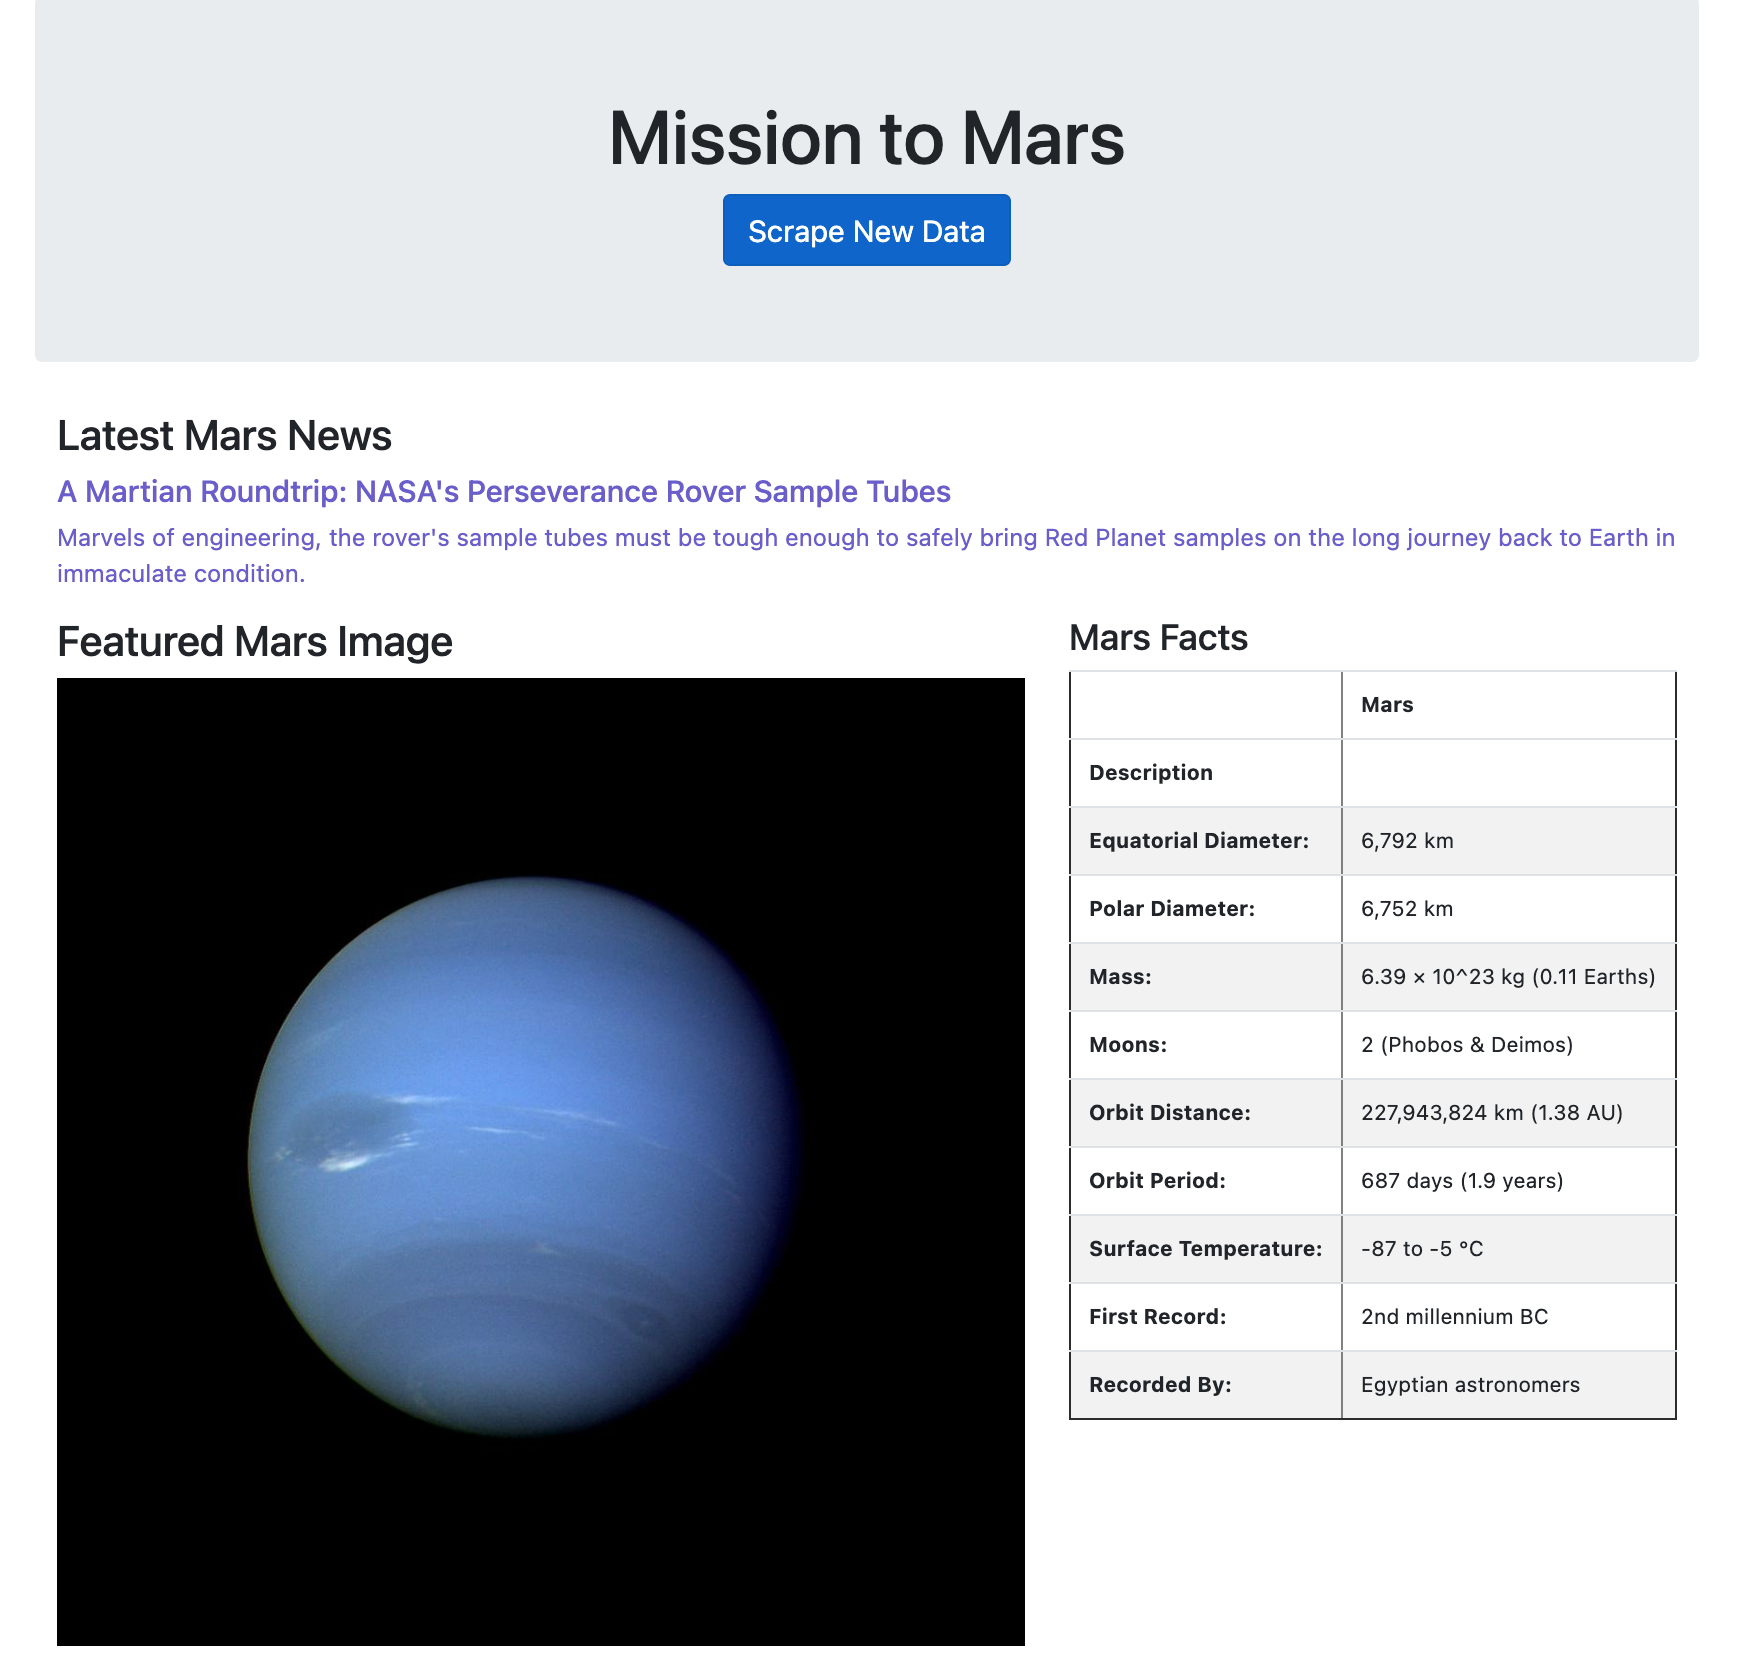 Mission to Mars
Scrape New Data
Latest Mars News
A Martian Roundtrip: NASA's Perseverance Rover Sample Tubes
Marvels of engineering, the rover's sample tubes must be tough enough to safely bring Red Planet samples on the long journey back to Earth in
immaculate condition.
Featured Mars Image
Mars Facts
Mars
Description
Equatorial Diameter: 6,792 km
Polar Diameter: 6,752 km
Mass: 6.39 × 10^23 kg (0.11 Earths)
Moons: 2 (Phobos & Deimos)
Orbit Distance: 227,943,824 km (1.38 AU)
Orbit Period: 687 days (1.9 years)
Surface Temperature: -87 to -5 °C
First Record: 2nd millennium BC
Recorded By: Egyptian astronomers